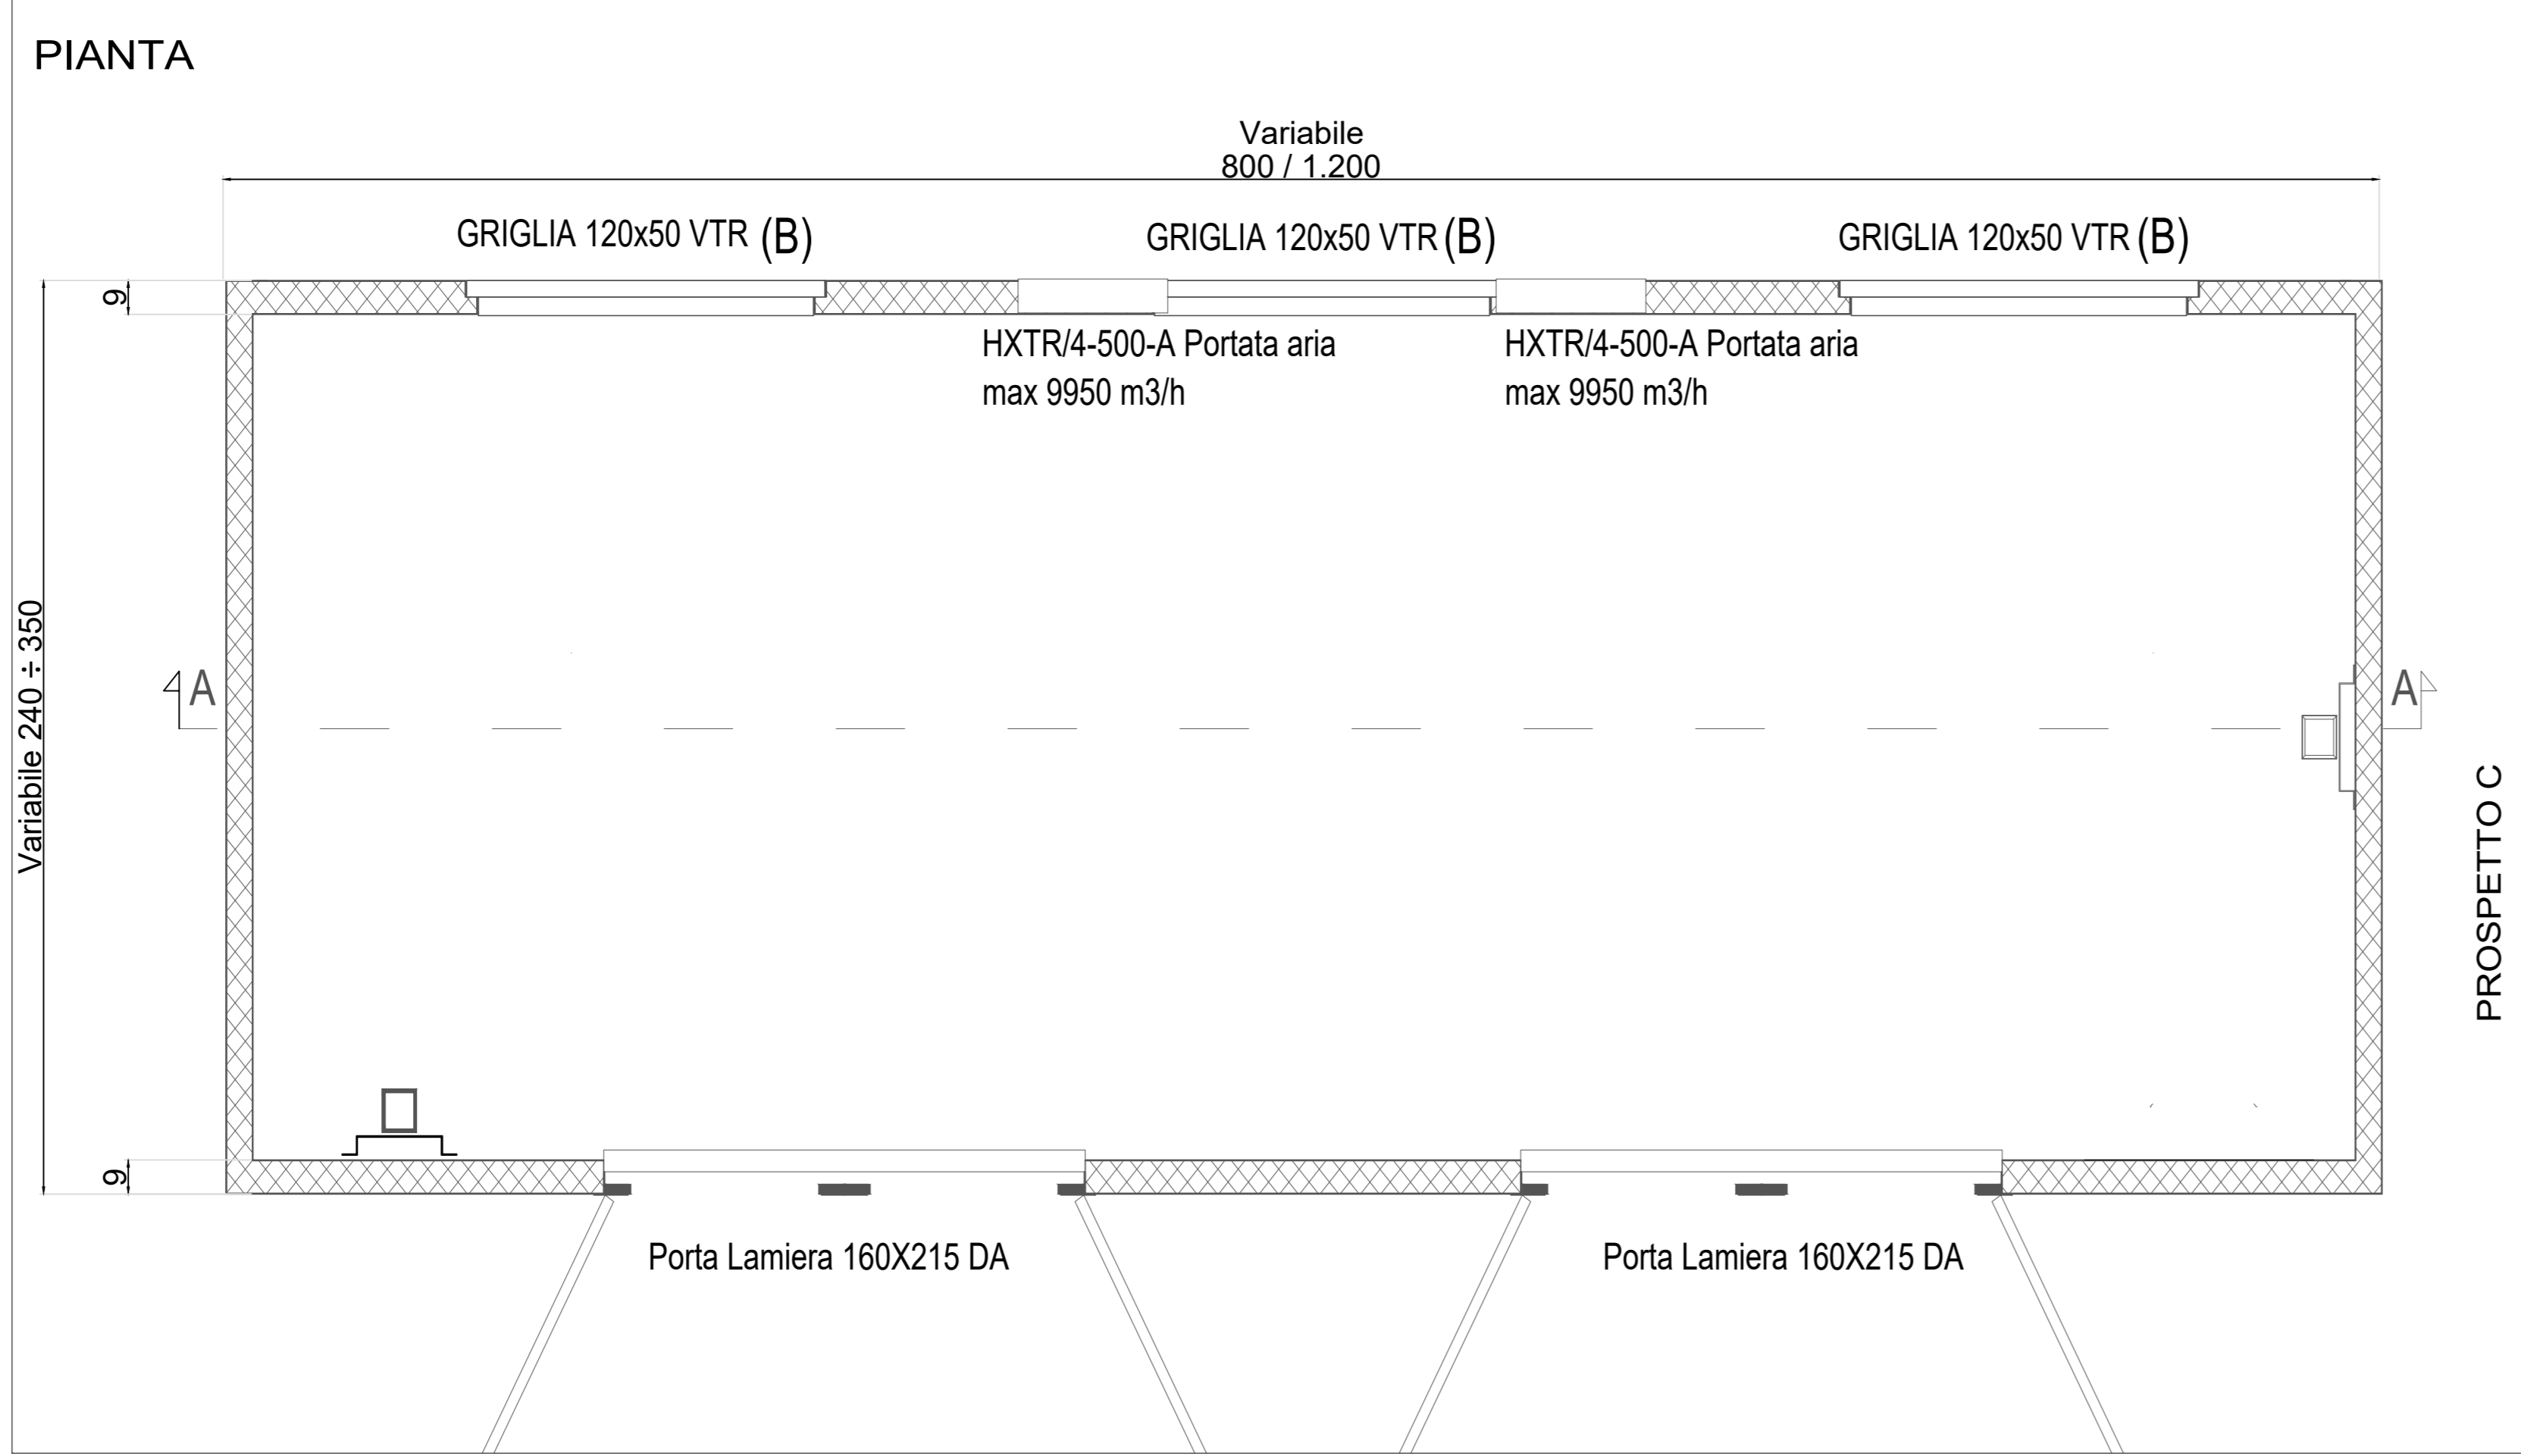 PIANTA
Variabile
800 / 1.200
GRIGLIA 120x50 VTR (B)
GRIGLIA 120x50 VTR (B)
GRIGLIA 120x50 VTR (B)
9
HXTR/4-500-A Portata aria
max 9950 m3/h
HXTR/4-500-A Portata aria
max 9950 m3/h
Variabile 240 ÷ 350
A
A
PROSPETTO C
9
Porta Lamiera 160X215 DA
Porta Lamiera 160X215 DA